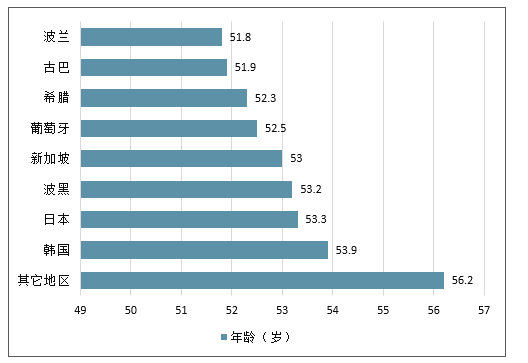 波兰 51.8
古巴 51.9
希腊 52.3
葡萄牙 52.5
新加坡 53
波黑 53.2
日本 53.3
韩国 53.9
其它地区 56.2
49 50 51 52 53 54 55 56 57
年龄（岁）